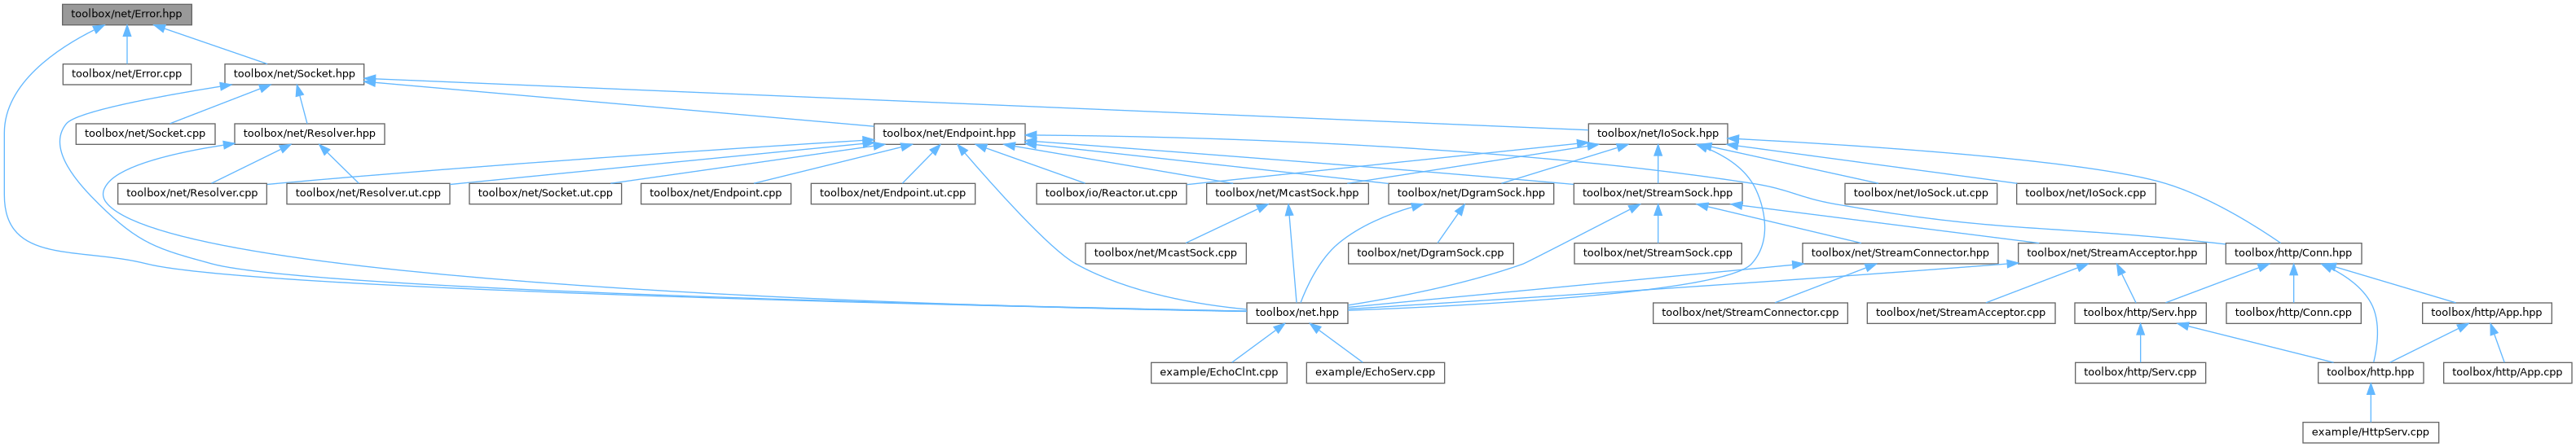 toolbox/net/Error.hpp
toolbox/net/Error.cpp
toolbox/net/Socket.hpp
toolbox/net/Socket.cpp
toolbox/net/Resolver.hpp
toolbox/net/Endpoint.hpp
toolbox/net/IoSock.hpp
toolbox/net/Resolver.cpp
toolbox/net/Resolver.ut.cpp
toolbox/net/Socket.ut.cpp
toolbox/net/Endpoint.cpp
toolbox/net/Endpoint.ut.cpp
toolbox/io/Reactor.ut.cpp
toolbox/net/McastSock.hpp
toolbox/net/DgramSock.hpp
toolbox/net/StreamSock.hpp
toolbox/net/IoSock.ut.cpp
toolbox/net/IoSock.cpp
toolbox/net/McastSock.cpp
toolbox/net/DgramSock.cpp
toolbox/net/StreamSock.cpp
toolbox/net/StreamConnector.hpp
toolbox/net/StreamAcceptor.hpp
toolbox/http/Conn.hpp
toolbox/net.hpp
toolbox/net/StreamConnector.cpp
toolbox/net/StreamAcceptor.cpp
toolbox/http/Serv.hpp
toolbox/http/Conn.cpp
toolbox/http/App.hpp
example/EchoClnt.cpp
example/EchoServ.cpp
toolbox/http/Serv.cpp
toolbox/http.hpp
toolbox/http/App.cpp
example/HttpServ.cpp